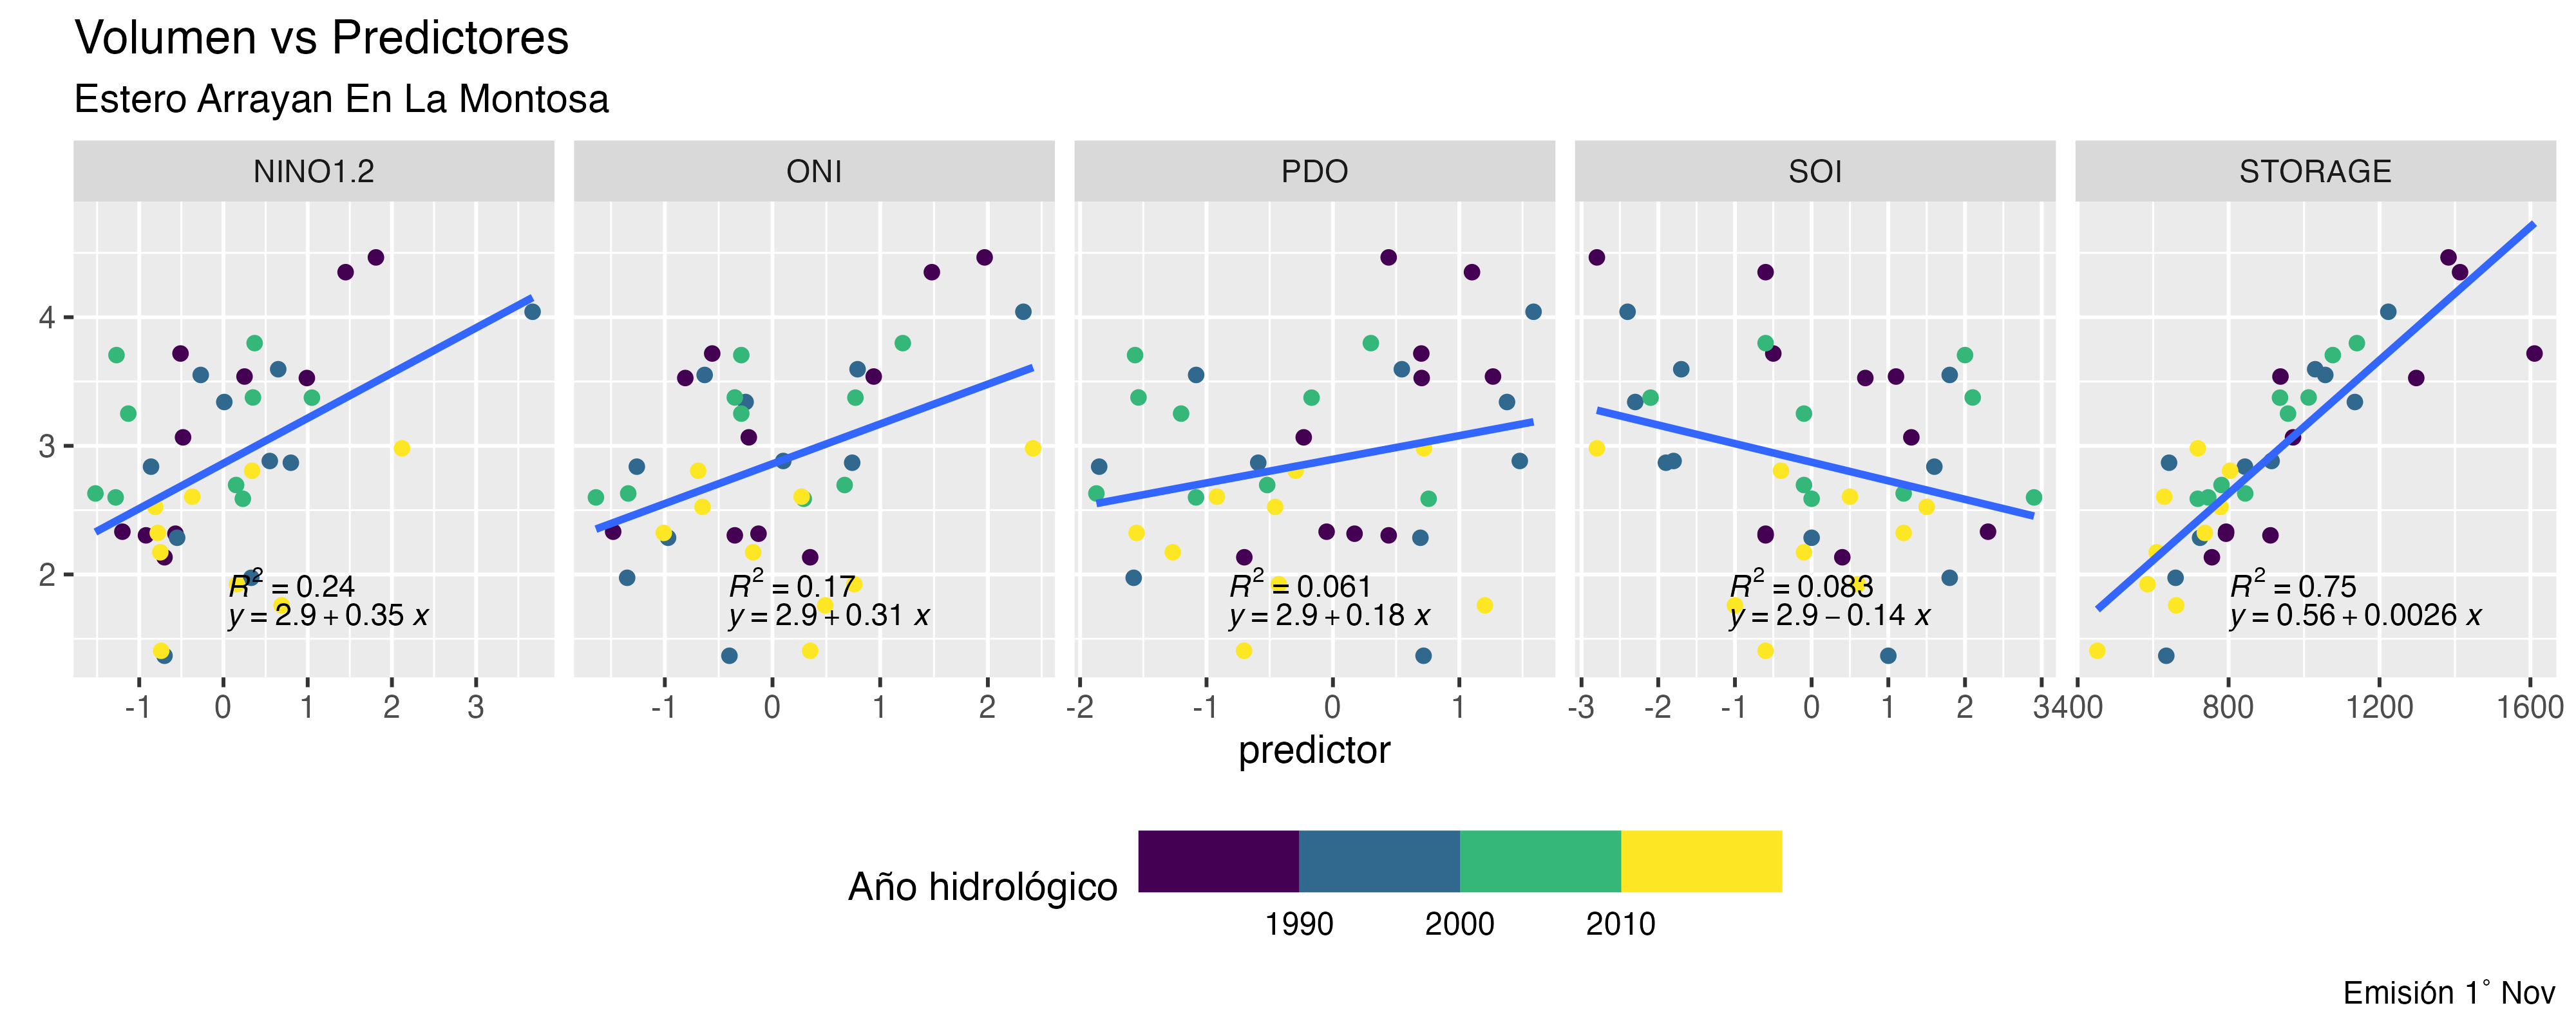 Volumen vs Predictores
Estero Arrayan En La Montosa
NINO1.2 ONI PDO SOI STORAGE
4
3
2
R² = 0.24 R² = 0.17 R² = 0.061 R² = 0.083 R² = 0.75
y = 2.9 + 0.35 x y = 2.9 + 0.31 x y = 2.9 + 0.18 x y = 2.9 − 0.14 x y = 0.56 + 0.0026 x
-1 0 1 2 3 -1 0 1 2 -2 -1 0 1 -3 -2 -1 0 1 2 3 400 800 1200 1600
predictor
Año hidrológico
1990 2000 2010
Emisión 1° Nov